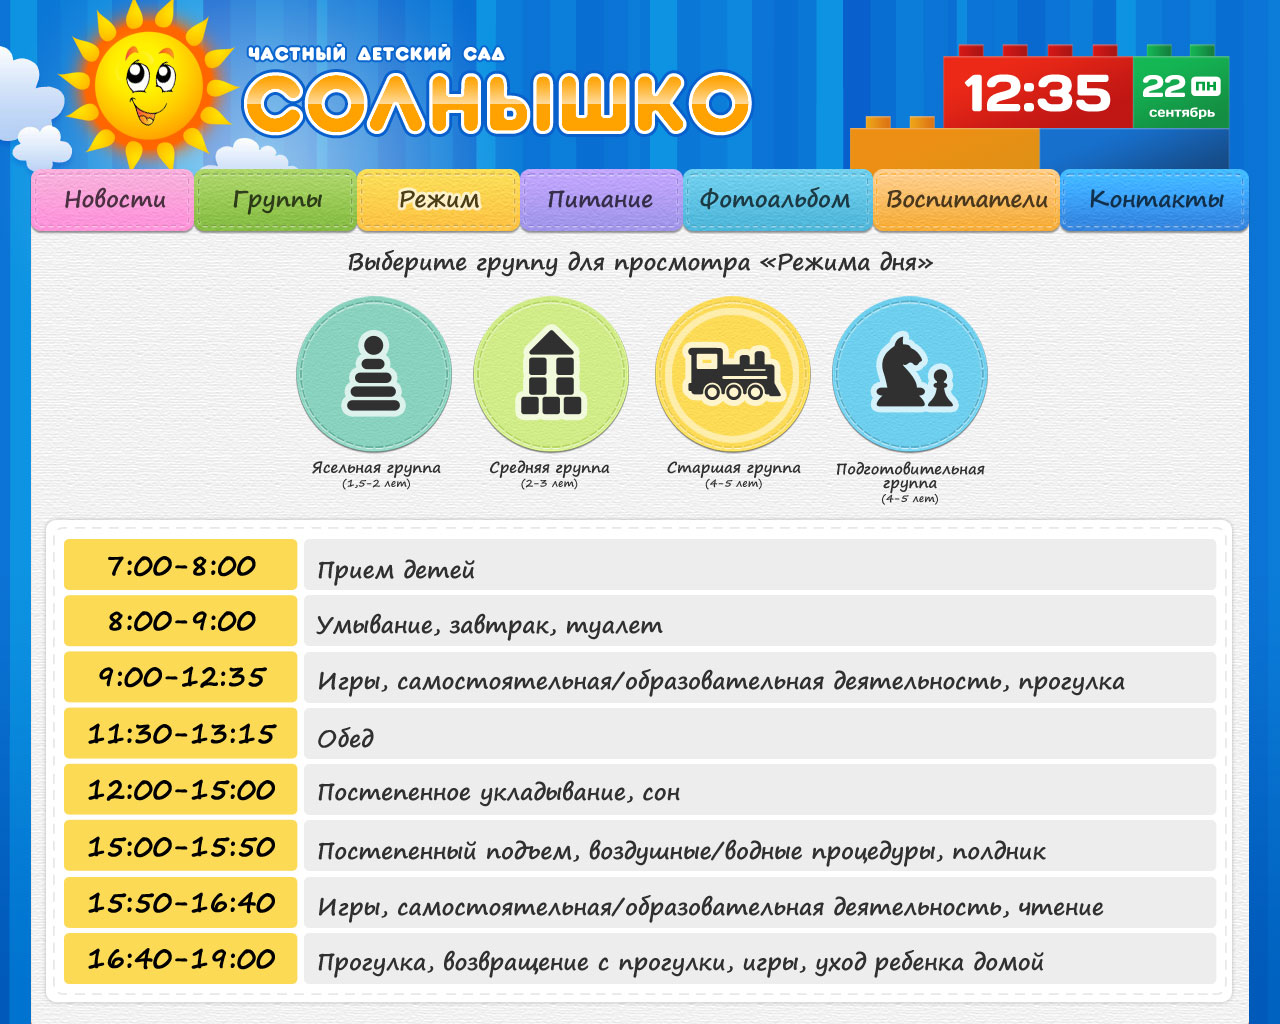 ЧАСТНЫЙ ДЕТСКИЙ САД
СОЛНЫШКО
12:35
22 ПН
сентябрь
Новости
Группы
Режим
Питание
Фотоальбом
Воспитатели
Контакты
Выберите группу для просмотра «Режима дня»
Ясельная группа
(1,5-2 лет)
Средняя группа
(2-3 лет)
Старшая группа
(4-5 лет)
Подготовительная
группа
(4-5 лет)
7:00-8:00 Прием детей
8:00-9:00 Умывание, завтрак, туалет
9:00-12:35 Игры, самостоятельная/образовательная деятельность, прогулка
11:30-13:15 Обед
12:00-15:00 Постепенное укладывание, сон
15:00-15:50 Постепенный подъем, воздушные/водные процедуры, полдник
15:50-16:40 Игры, самостоятельная/образовательная деятельность, чтение
16:40-19:00 Прогулка, возвращение с прогулки, игры, уход ребенка домой